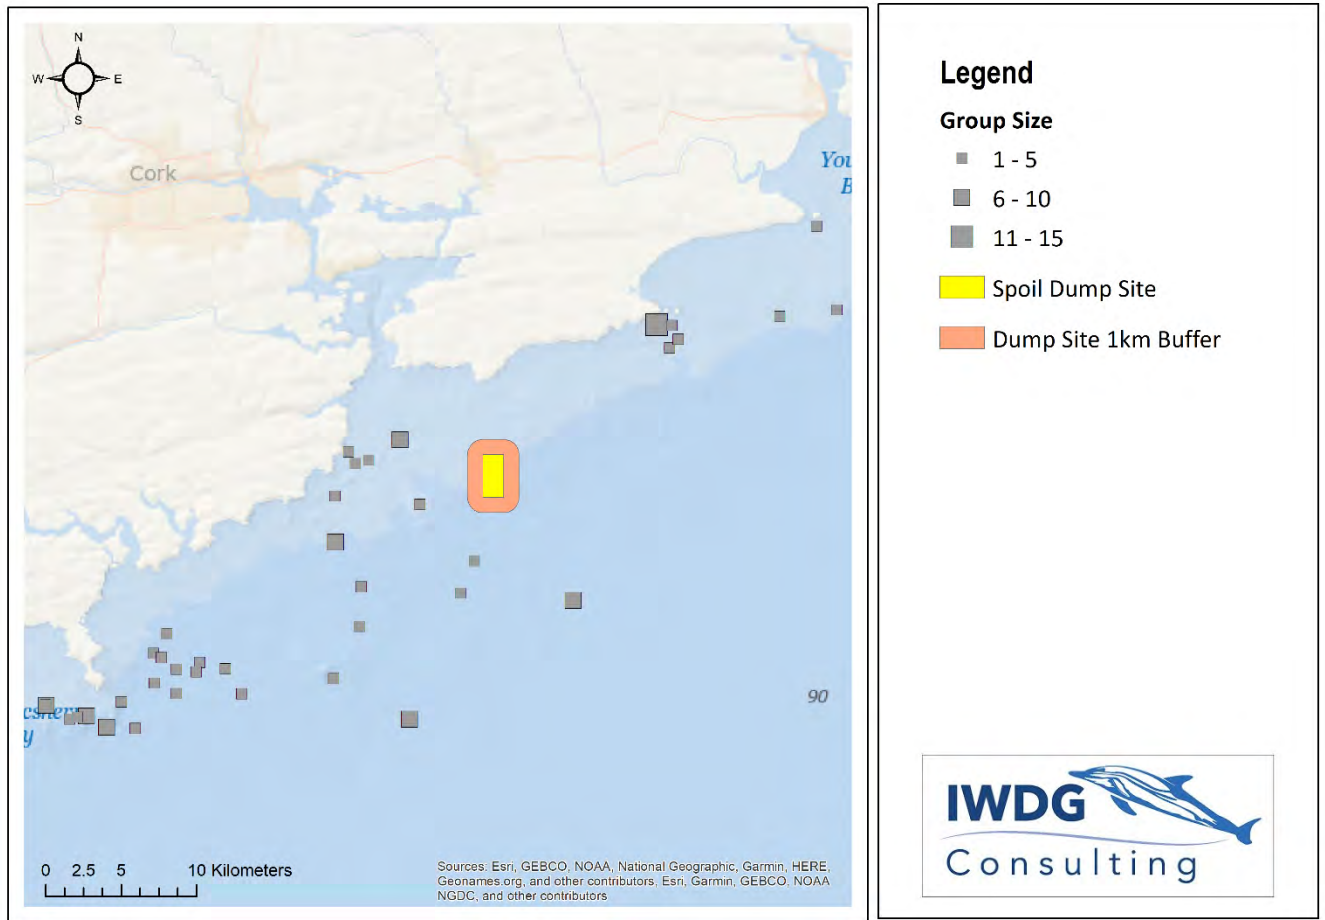 N
W E
S
Cork
You
B
cshery
y
90
0 2.5 5 10 Kilometers
Sources: Esri, GEBCO, NOAA, National Geographic, Garmin, HERE,
Geonames.org, and other contributors, Esri, Garmin, GEBCO, NOAA
NGDC, and other contributors
Legend
Group Size
1 - 5
6 - 10
11 - 15
Spoil Dump Site
Dump Site 1km Buffer
IWDG
Consulting